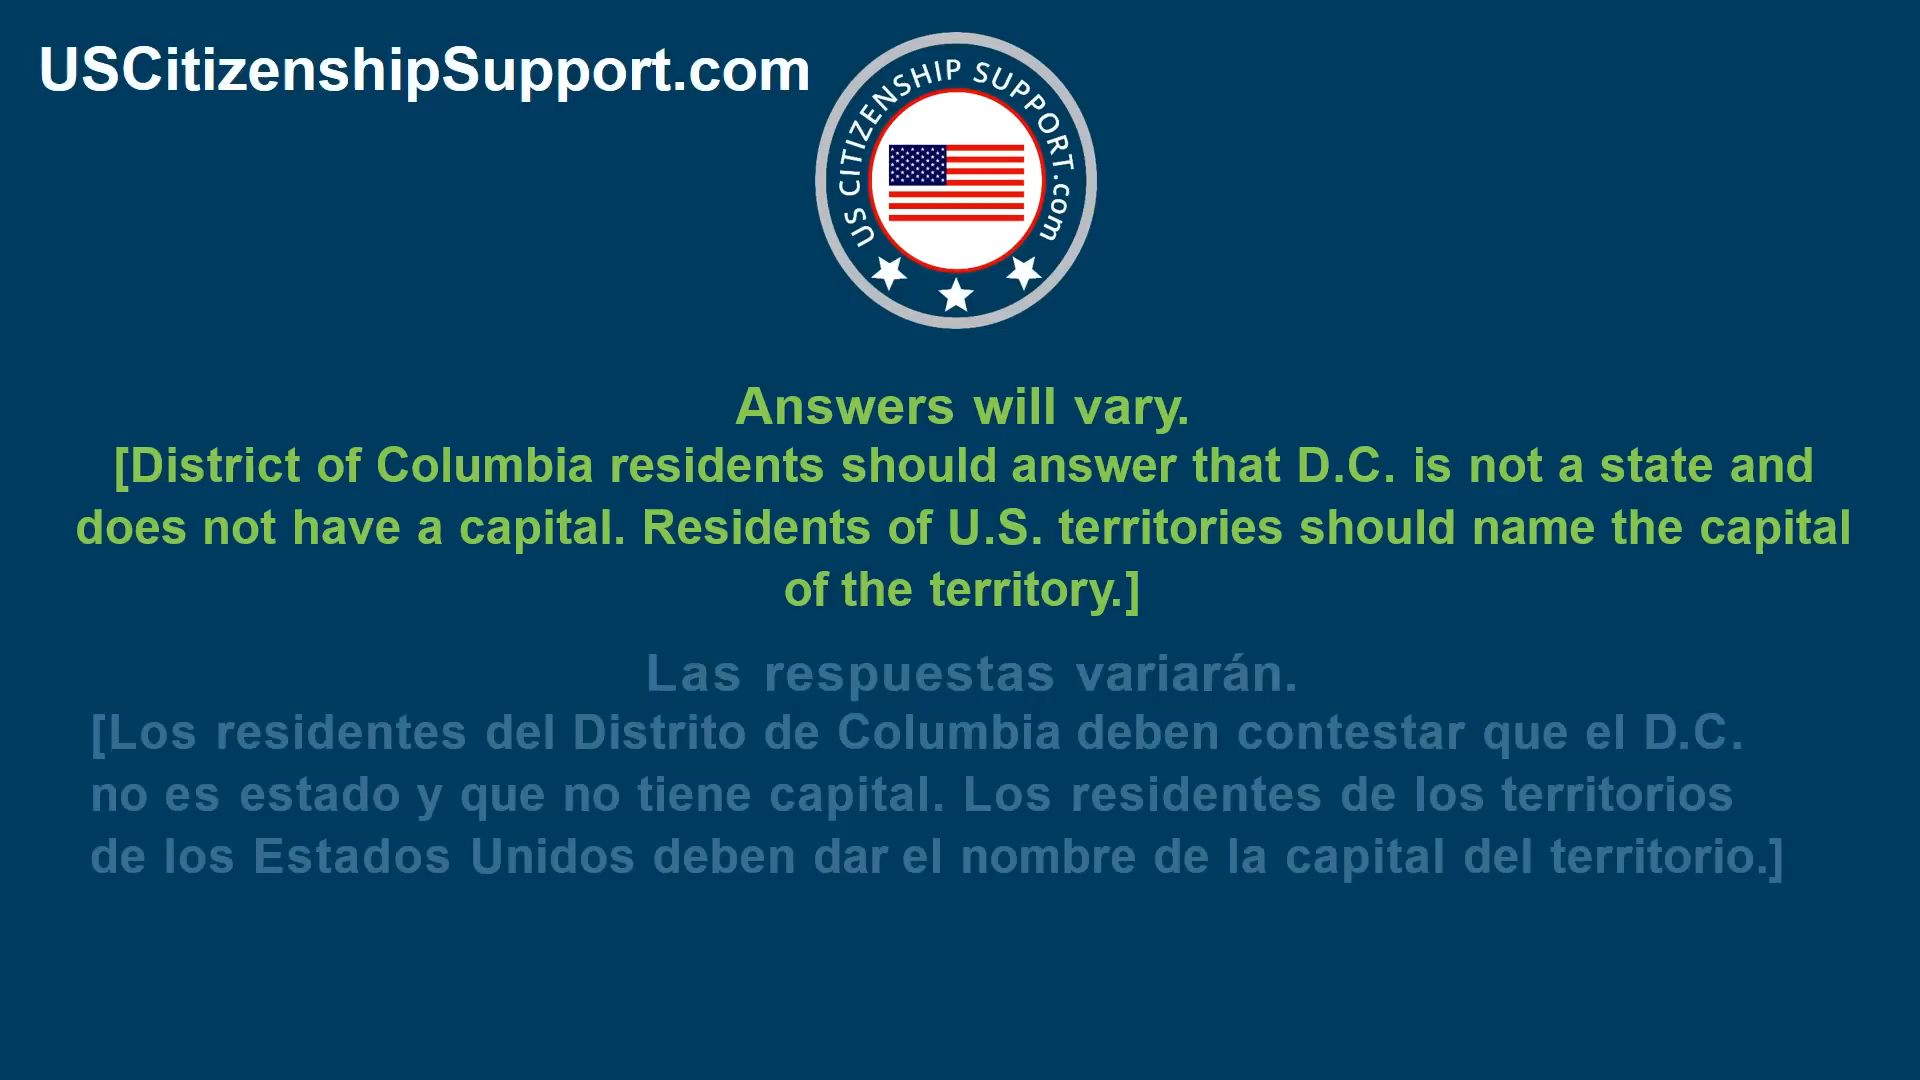 USCitizenshipSupport.com
US CITIZENSHIP SUPPORT.com
Answers will vary.
[District of Columbia residents should answer that D.C. is not a state and
does not have a capital. Residents of U.S. territories should name the capital
of the territory.]
Las respuestas variarán.
[Los residentes del Distrito de Columbia deben contestar que el D.C.
no es estado y que no tiene capital. Los residentes de los territorios
de los Estados Unidos deben dar el nombre de la capital del territorio.]